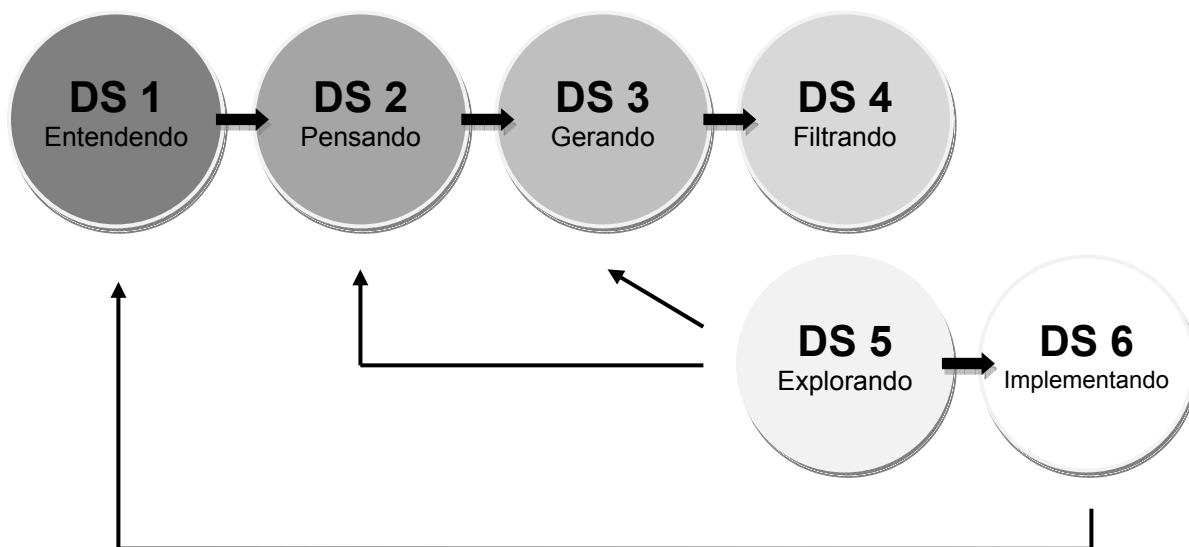 DS 1
Entendendo
DS 2
Pensando
DS 3
Gerando
DS 4
Filtrando
DS 5
Explorando
DS 6
Implementando